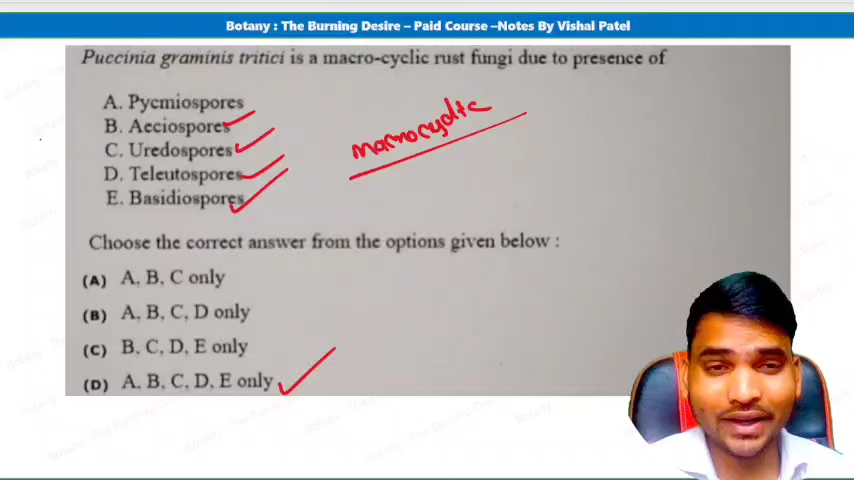 Botany : The Burning Desire – Paid Course –Notes By Vishal Patel
Puccinia graminis tritici is a macro-cyclic rust fungi due to presence of
A. Pycmiospores
B. Aeciospores
C. Uredospores
D. Teleutospores
E. Basidiospores
macrocyclic
Choose the correct answer from the options given below :
(A) A, B, C only
(B) A, B, C, D only
(C) B, C, D, E only
(D) A, B, C, D, E only